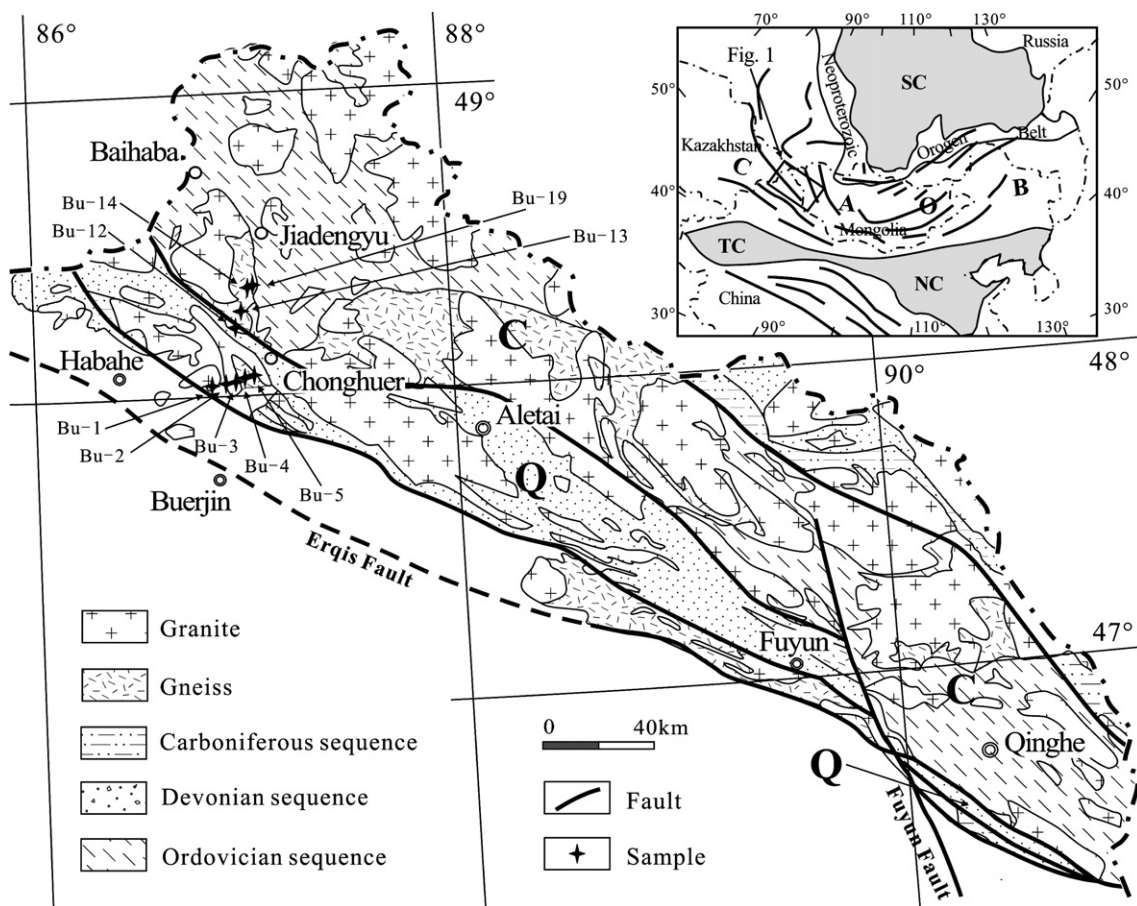 86°
88°
49°
Baihaba
Bu-14
Bu-12
Jiadengyu
Bu-19
Bu-13
Habahe
Chonghuer
C
Aletai
Bu-1
Bu-2
Bu-3
Bu-4
Bu-5
Buerjin
Q
Erqis Fault
90°
48°
Fuyun
47°
C
Qinghe
Q
Fuyun Fault
70°
90°
110°
130°
Fig. 1
Russia
50°
50°
Neoproterozoic
SC
Kazakhstan
Orogen
Belt
C
A
O
B
40°
40°
Mongolia
TC
NC
China
30°
30°
90°
110°
130°
Granite
Gneiss
Carboniferous sequence
Devonian sequence
Ordovician sequence
0 40km
Fault
Sample